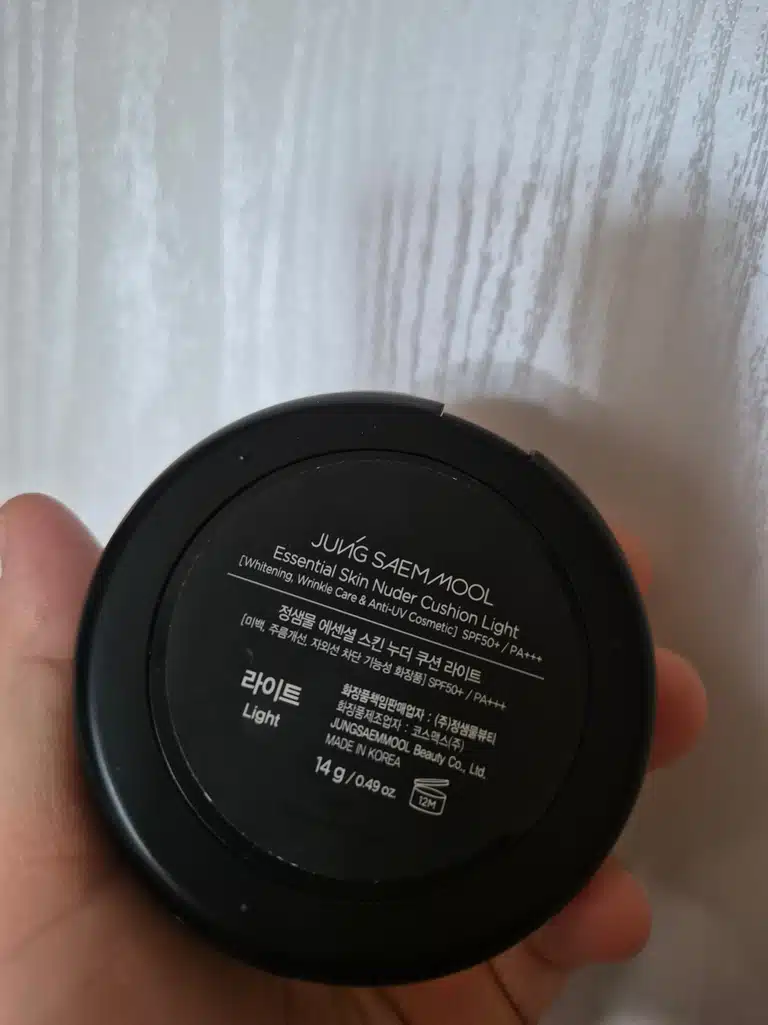 JUNG SAEMMOOL
Essential Skin Nuder Cushion Light
[Whitening, Wrinkle Care & Anti-UV Cosmetic] SPF50+ / PA+++
정샘물 에센셜 스킨 누더 쿠션 라이트
[미백, 주름개선, 자외선 차단 기능성 화장품] SPF50+ / PA+++
라이트
Light
화장품책임판매업자 : (주)정샘물뷰티
화장품제조업자 : 코스맥스(주)
JUNGSAEMMOOL Beauty Co., Ltd.
MADE IN KOREA
14 g / 0.49 oz.
12M